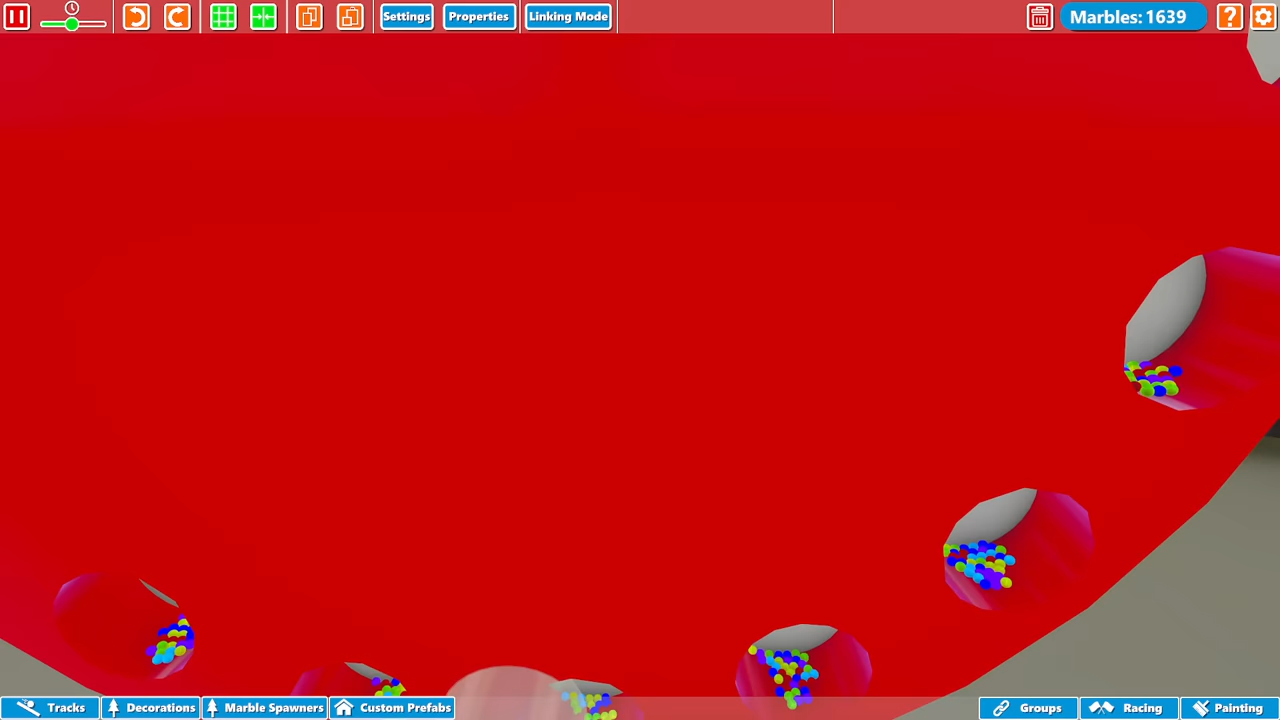 Settings
Properties
Linking Mode
Marbles: 1639
?
Tracks
Decorations
Marble Spawners
Custom Prefabs
Groups
Racing
Painting